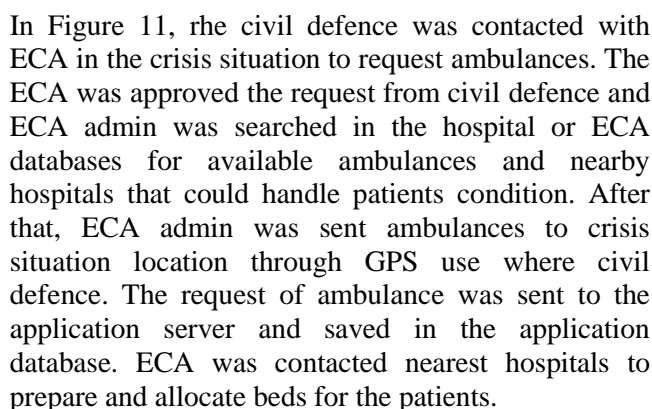 In Figure 11, rhe civil defence was contacted with
ECA in the crisis situation to request ambulances. The
ECA was approved the request from civil defence and
ECA admin was searched in the hospital or ECA
databases for available ambulances and nearby
hospitals that could handle patients condition. After
that, ECA admin was sent ambulances to crisis
situation location through GPS use where civil
defence. The request of ambulance was sent to the
application server and saved in the application
database. ECA was contacted nearest hospitals to
prepare and allocate beds for the patients.